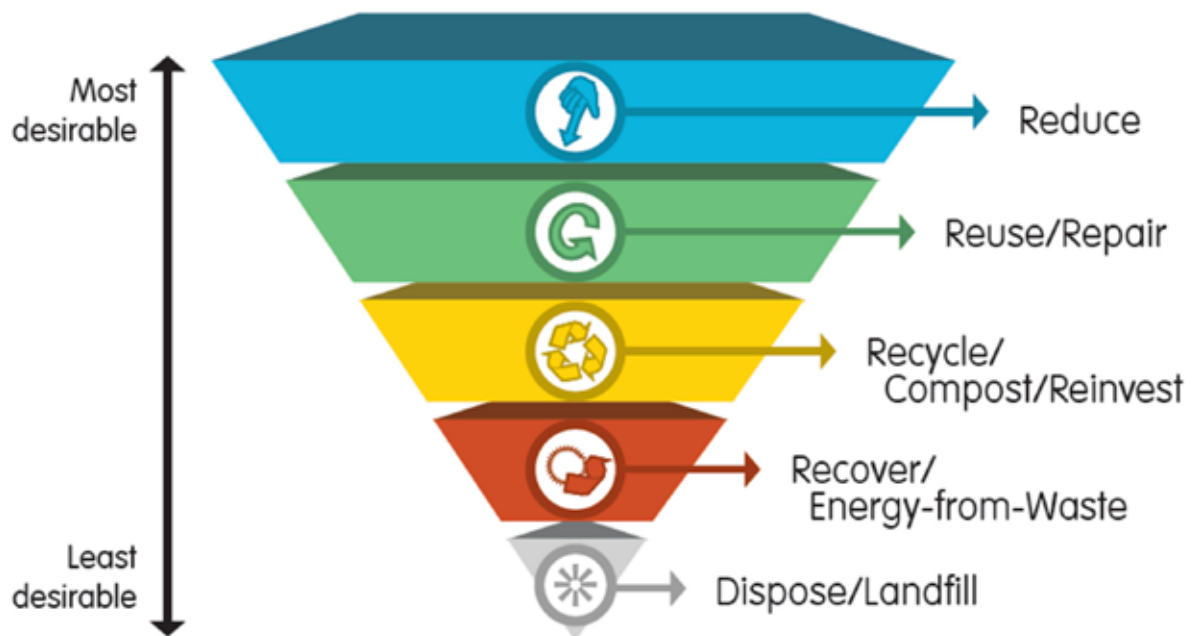 Most
desirable
Reduce
Reuse/Repair
Recycle/
Compost/Reinvest
Recover/
Energy-from-Waste
Least
desirable
Dispose/Landfill